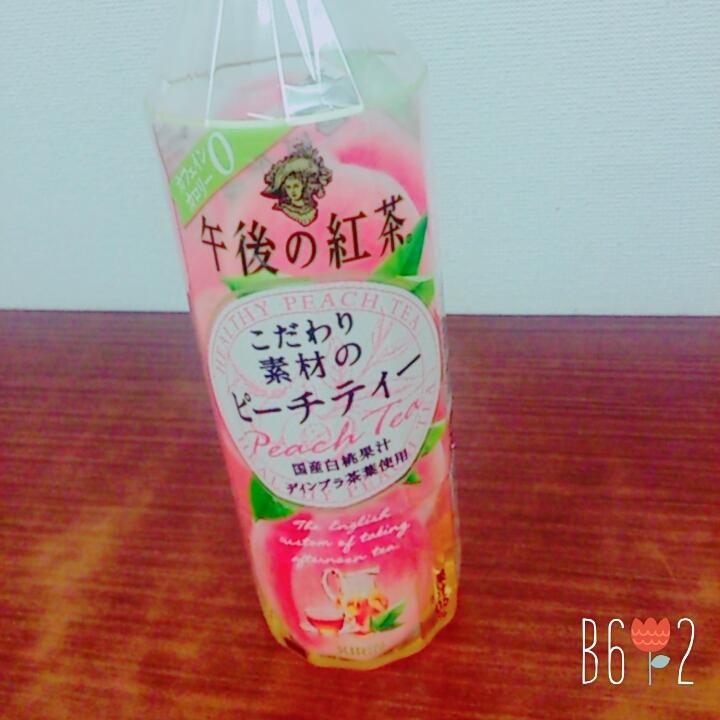 カフェイン
カロリー 0
午後の紅茶
HEALTHY PEACH TEA
こだわり
素材の
ピーチティー
Peach Tea
国産白桃果汁
ディンブラ茶葉使用
The English
custom of taking
afternoon tea.
B6 2